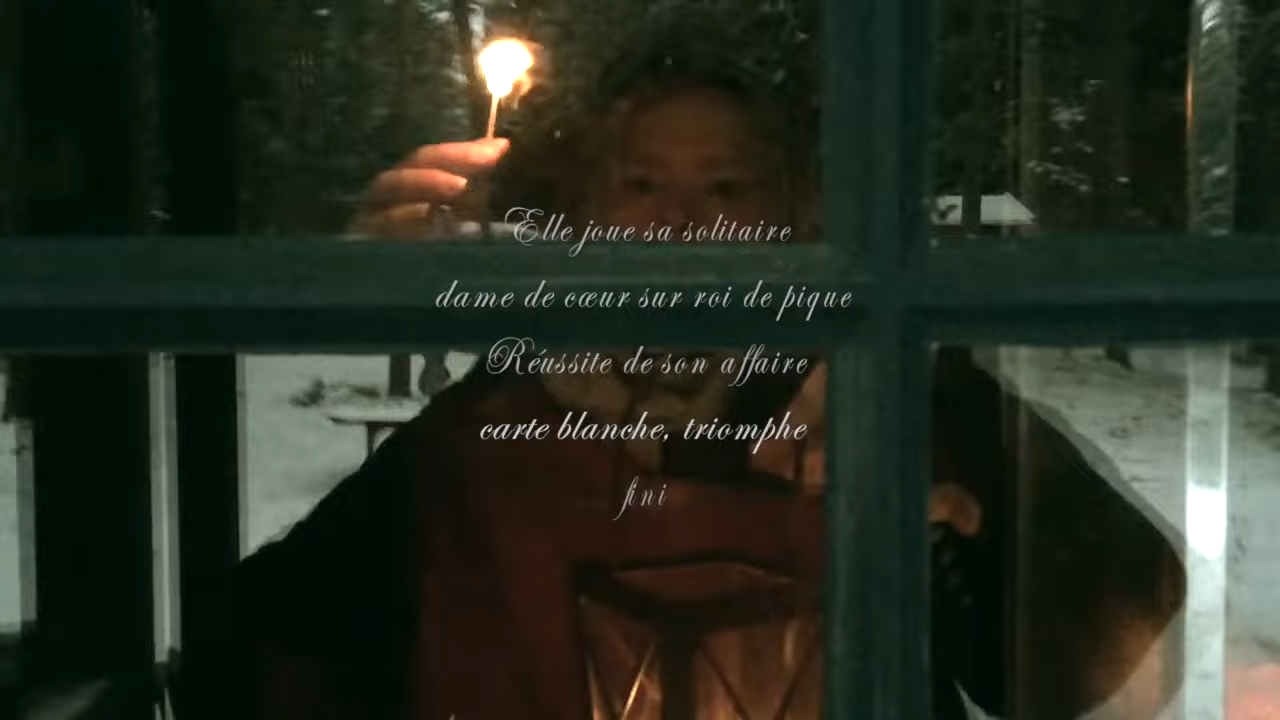 Elle joue sa solitaire
dame de cœur sur roi de pique
Réussite de son affaire
carte blanche, triomphe
fini